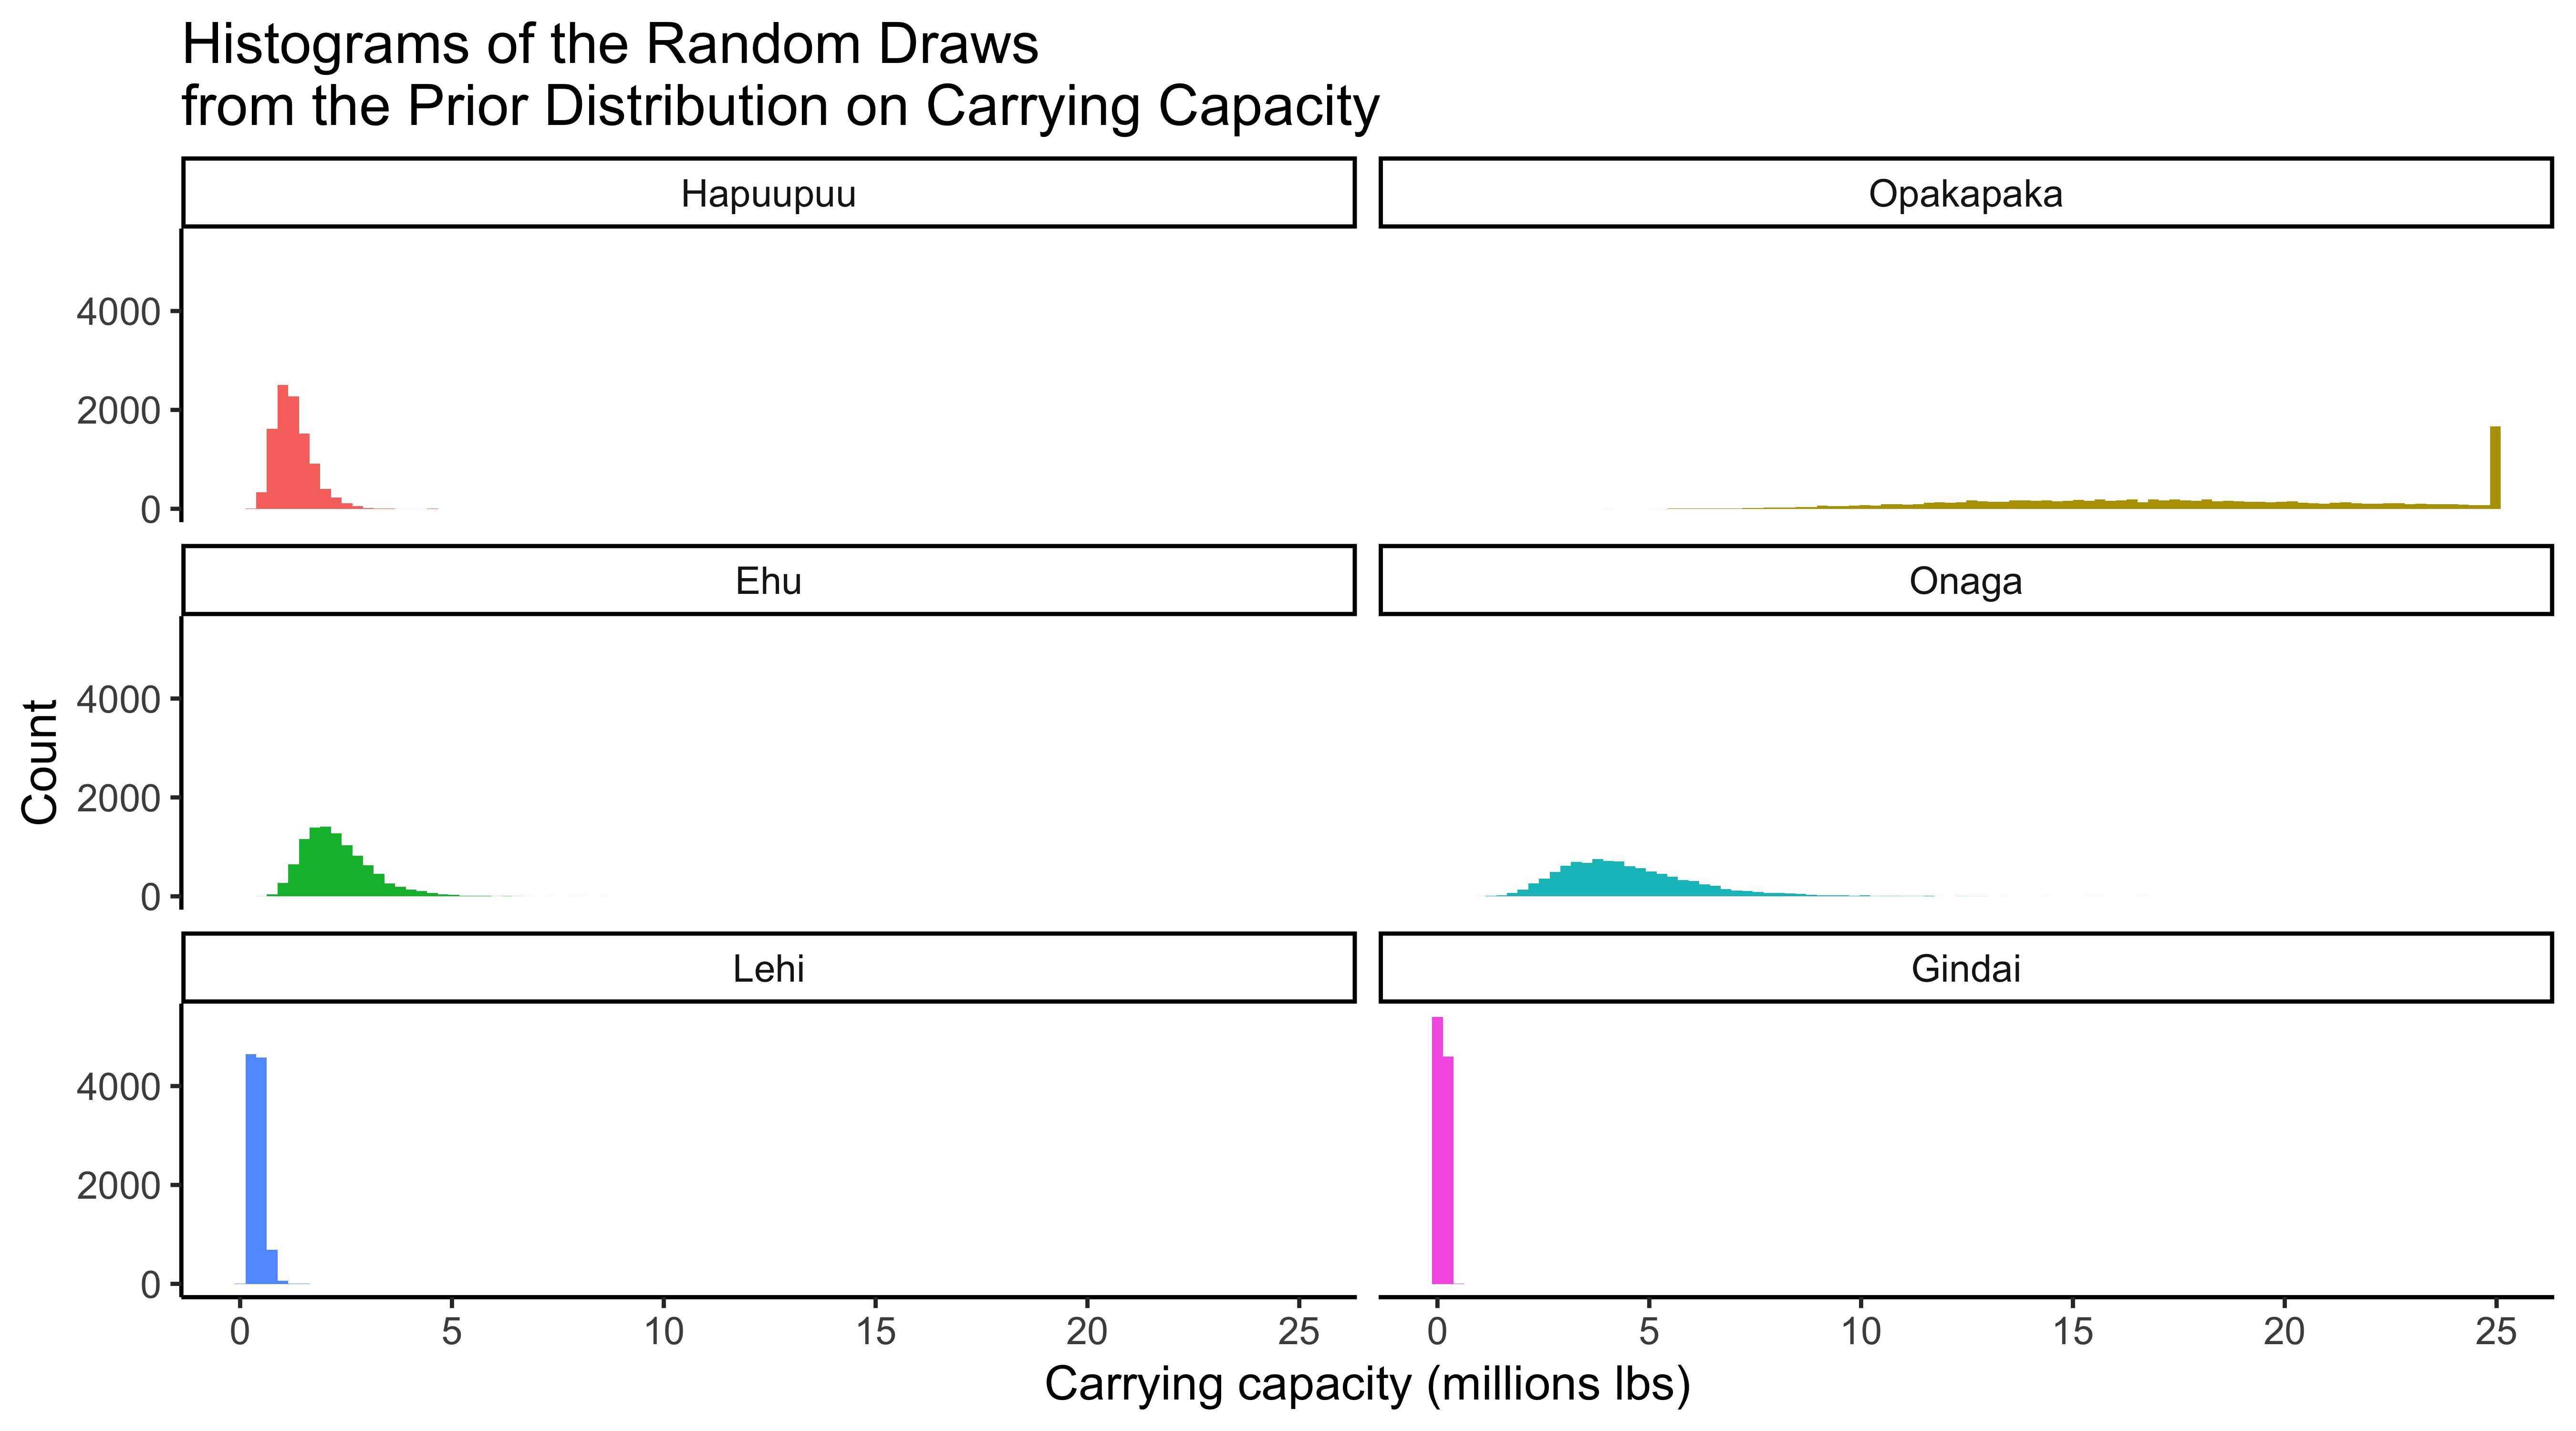 Histograms of the Random Draws
from the Prior Distribution on Carrying Capacity
Hapuupuu
Opakapaka
4000
2000
0
Ehu
Onaga
Count
4000
2000
0
Lehi
Gindai
4000
2000
0
0 5 10 15 20 25
0 5 10 15 20 25
Carrying capacity (millions lbs)